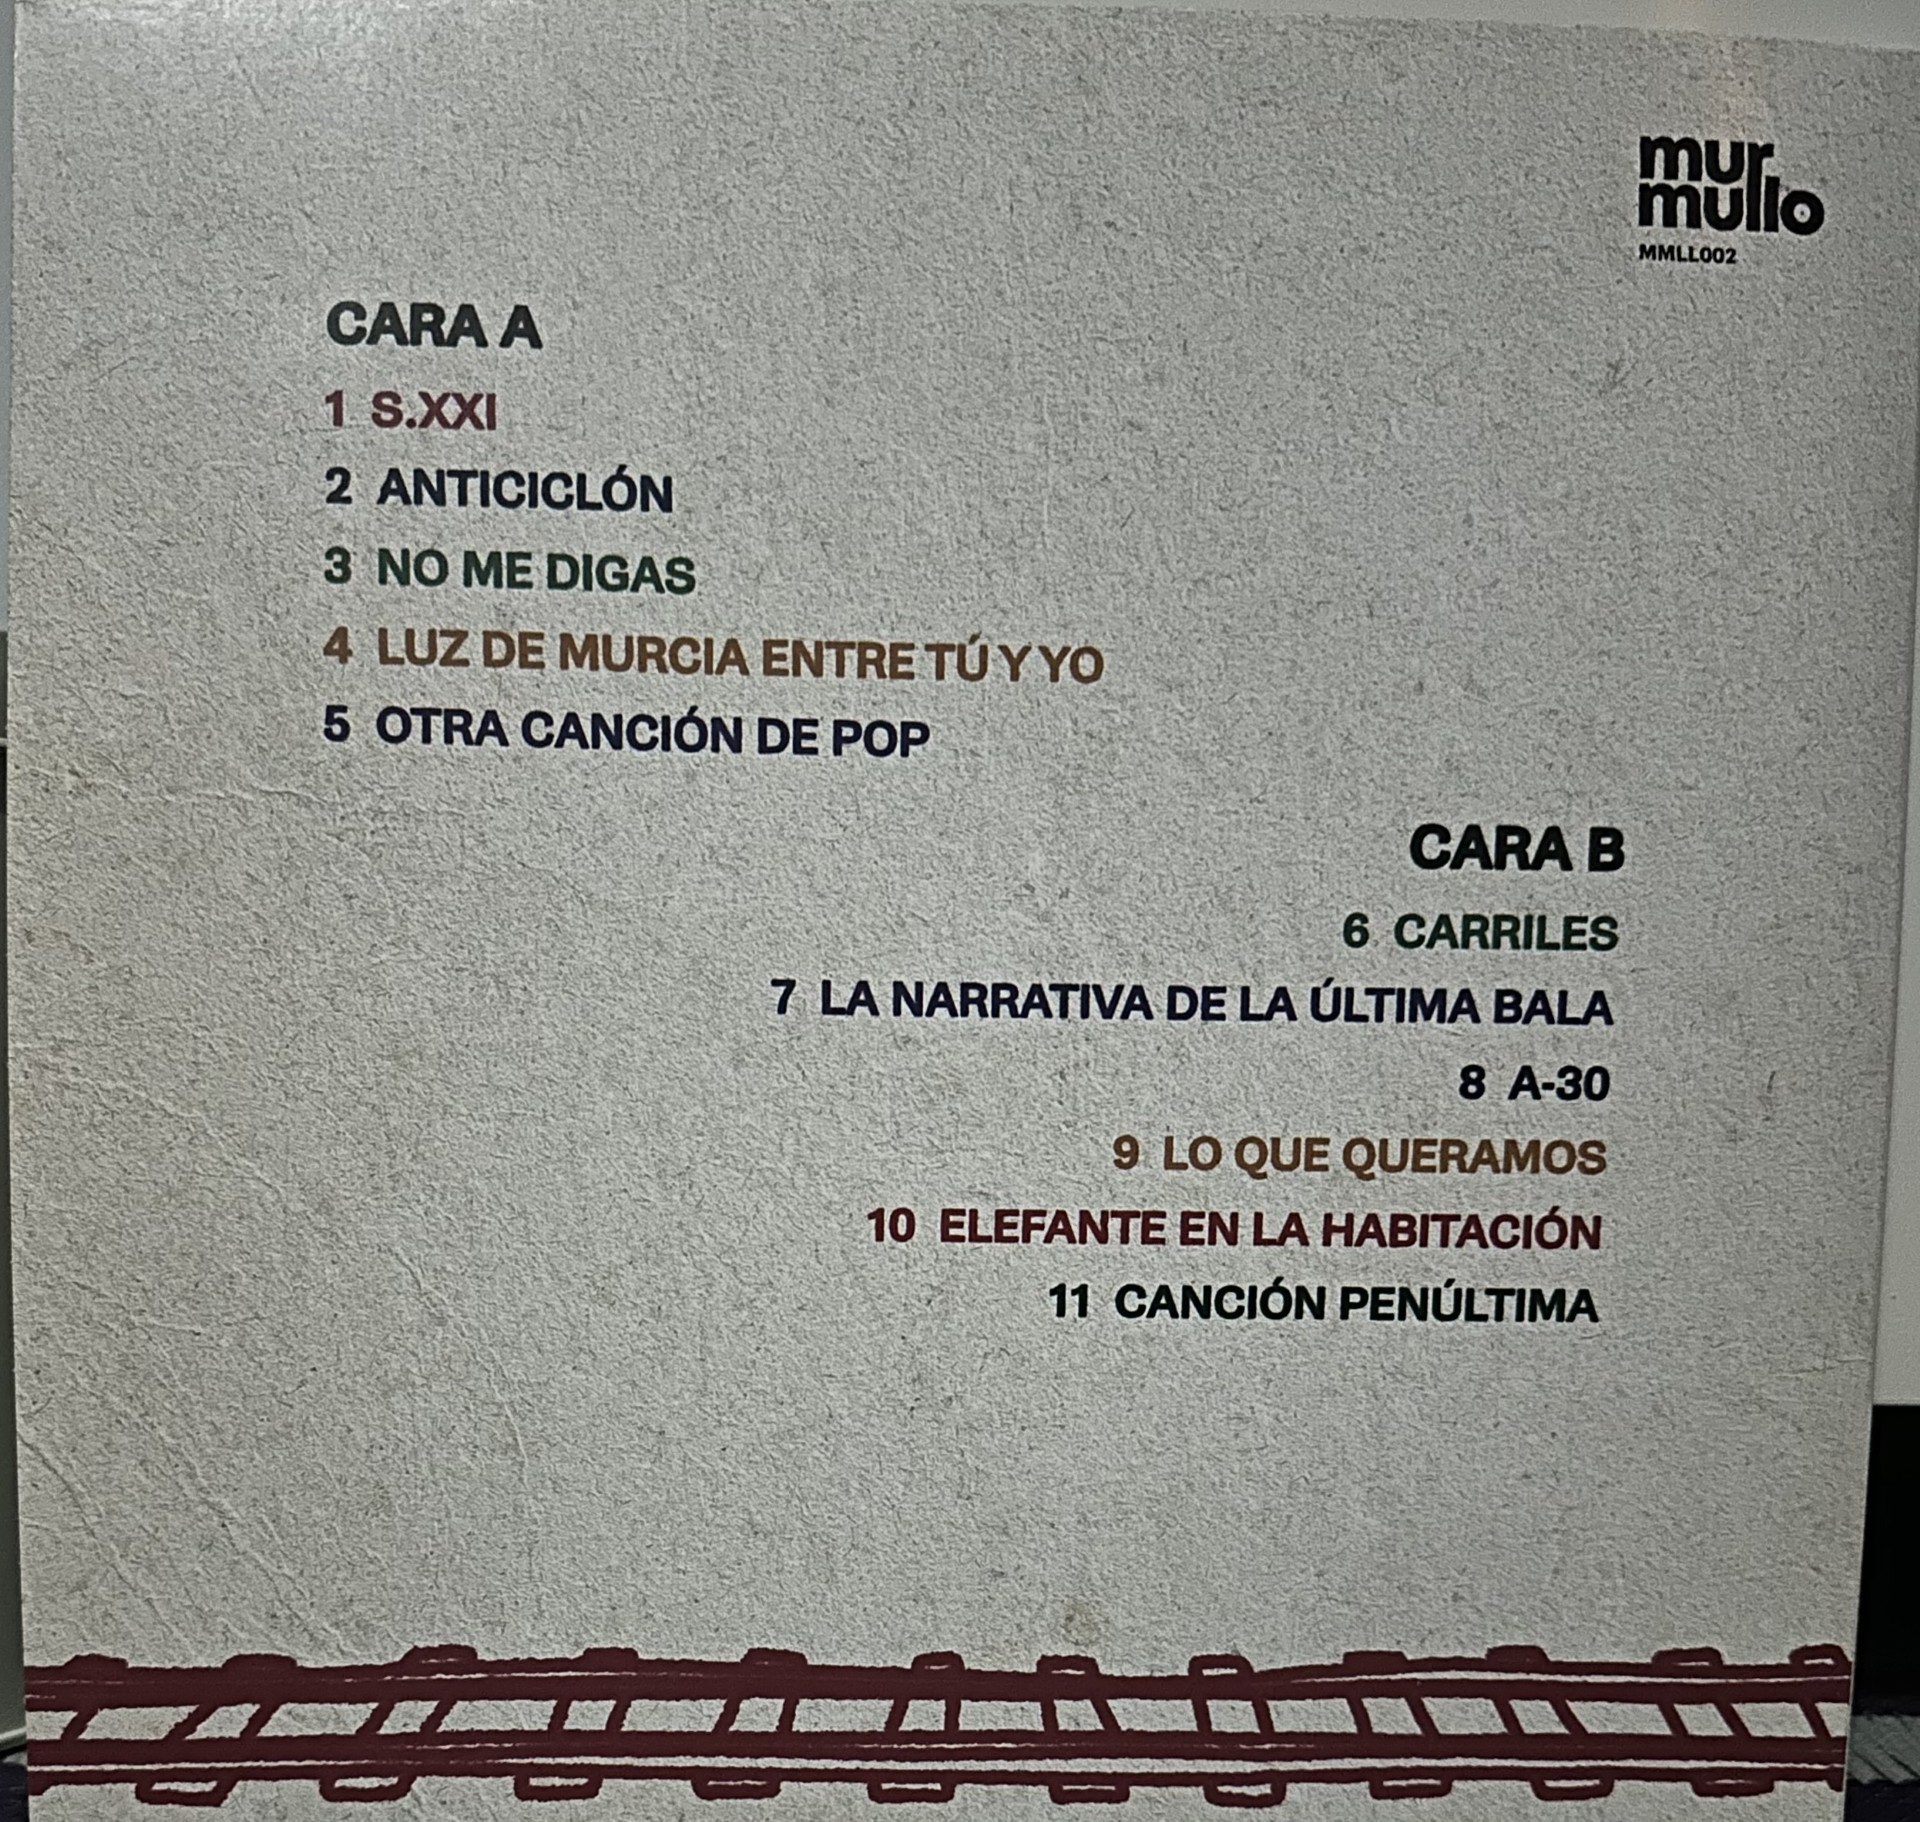 mur
mullo
MMLL002
CARA A
1 S.XXI
2 ANTICICLÓN
3 NO ME DIGAS
4 LUZ DE MURCIA ENTRE TÚ Y YO
5 OTRA CANCIÓN DE POP
CARA B
6 CARRILES
7 LA NARRATIVA DE LA ÚLTIMA BALA
8 A-30
9 LO QUE QUERAMOS
10 ELEFANTE EN LA HABITACIÓN
11 CANCIÓN PENÚLTIMA